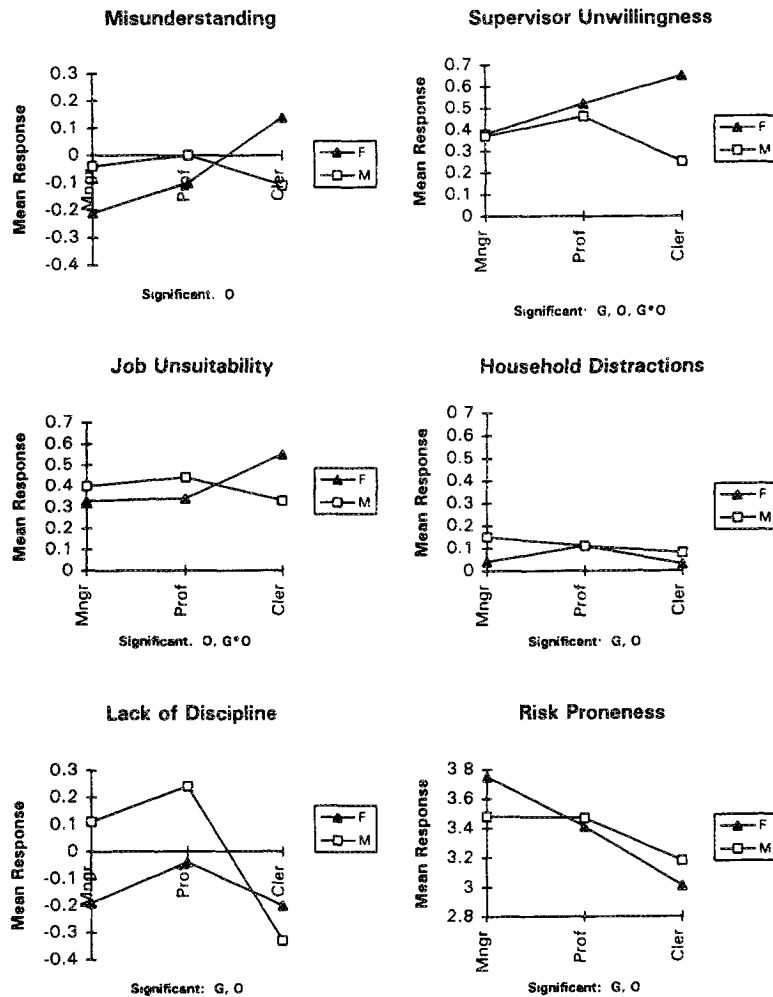 Misunderstanding
Mean Response
0.3
0.2
0.1
0
-0.1
-0.2
-0.3
-0.4
Mngr
Prof
Cler
F
M
Significant. O
Supervisor Unwillingness
Mean Response
0.7
0.6
0.5
0.4
0.3
0.2
0.1
0
Mngr
Prof
Cler
F
M
Significant· G, O, G*O
Job Unsuitability
Mean Response
0.7
0.6
0.5
0.4
0.3
0.2
0.1
0
Mngr
Prof
Cler
F
M
Significant. O, G*O
Household Distractions
Mean Response
0 7
0.6
0.5
0.4
0.3
0.2
0.1
0
Mngr
Prof
Cler
F
M
Significant· G, O
Lack of Discipline
Mean Response
0.3
0.2
0.1
0
-0.1
-0.2
-0.3
-0.4
Mngr
Prof
Cler
F
M
Significant: G, O
Risk Proneness
Mean Response
3 8
3.6
3.4
3.2
3
2.8
Mngr
Prof
Cler
F
M
Significant: G, O